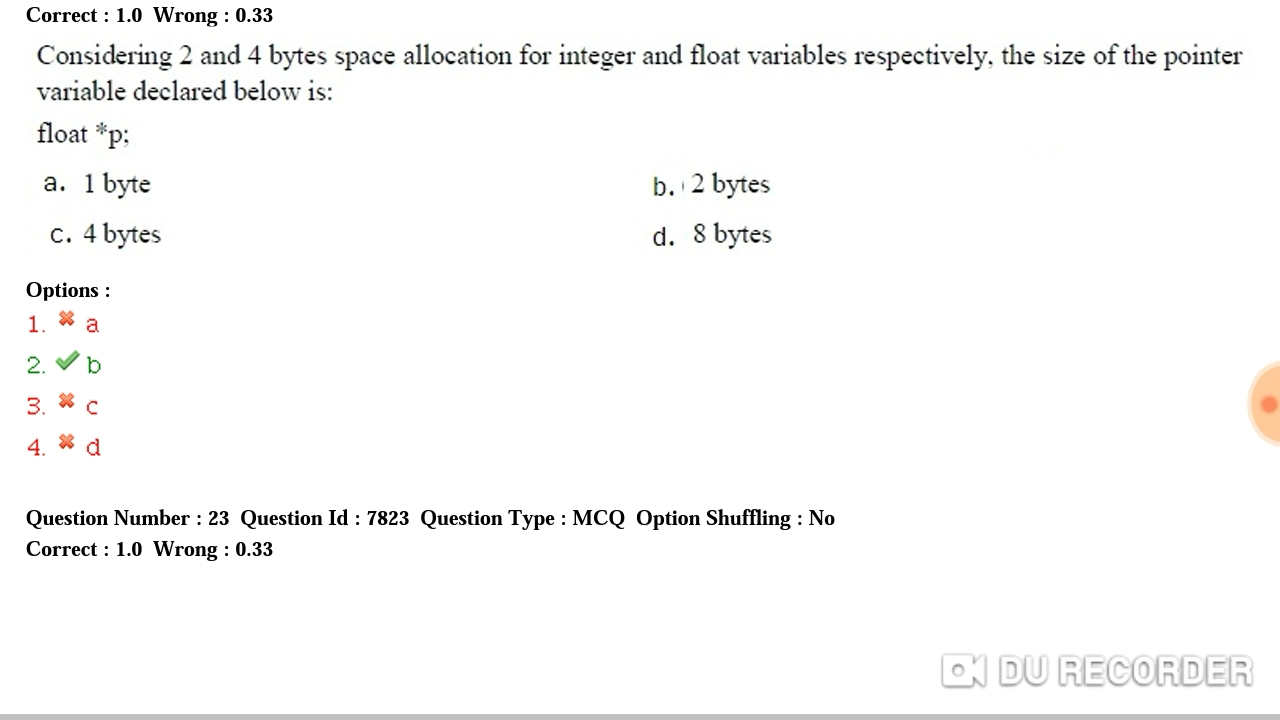 Correct : 1.0 Wrong : 0.33
Considering 2 and 4 bytes space allocation for integer and float variables respectively, the size of the pointer
variable declared below is:
float *p;
a. 1 byte
b. 2 bytes
c. 4 bytes
d. 8 bytes
Options :
1. ✖ a
2. ✔ b
3. ✖ c
4. ✖ d
Question Number : 23 Question Id : 7823 Question Type : MCQ Option Shuffling : No
Correct : 1.0 Wrong : 0.33
DU RECORDER